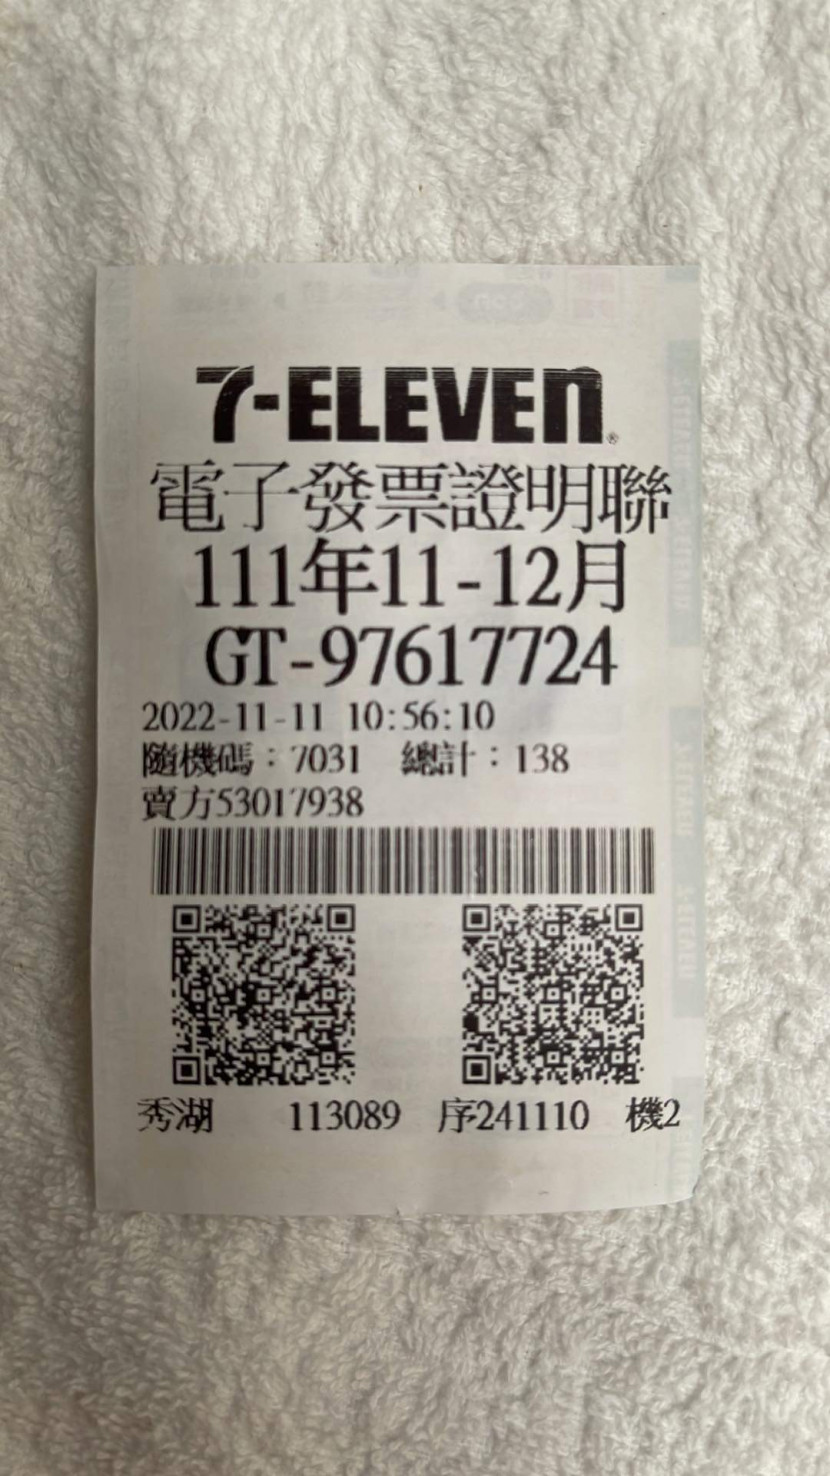 7-ELEVEN®
電子發票證明聯
111年11-12月
GT-97617724
2022-11-11 10:56:10
隨機碼：7031 總計：138
賣方53017938
秀湖 113089 序241110 機2